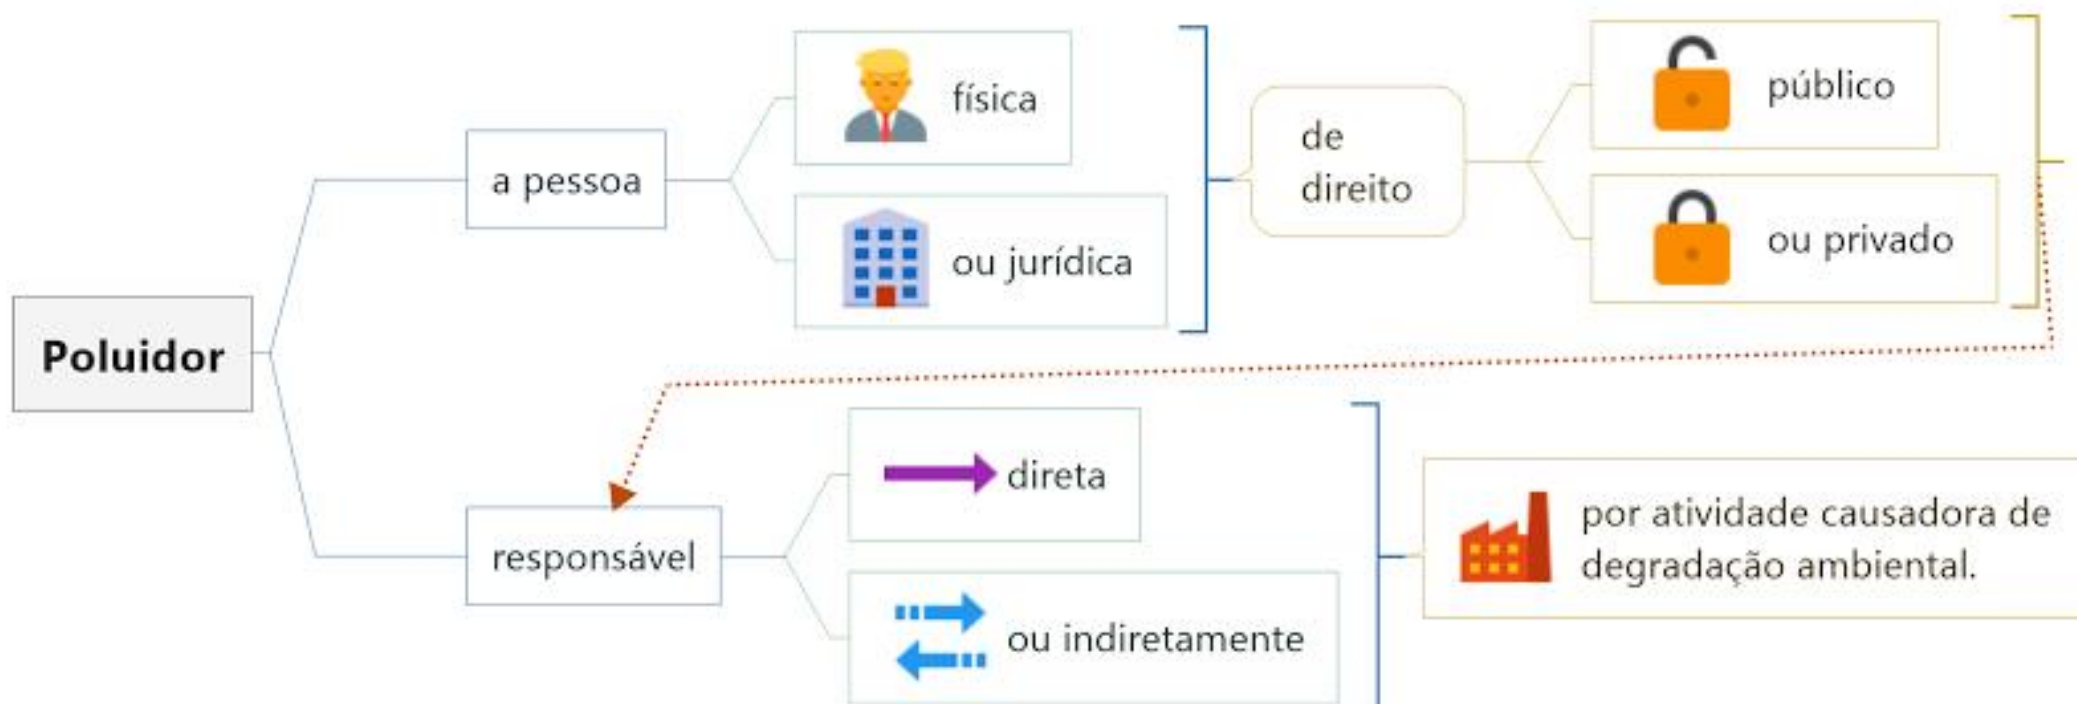 Poluidor
a pessoa
física
ou jurídica
de
direito
público
ou privado
responsável
direta
ou indiretamente
por atividade causadora de
degradação ambiental.